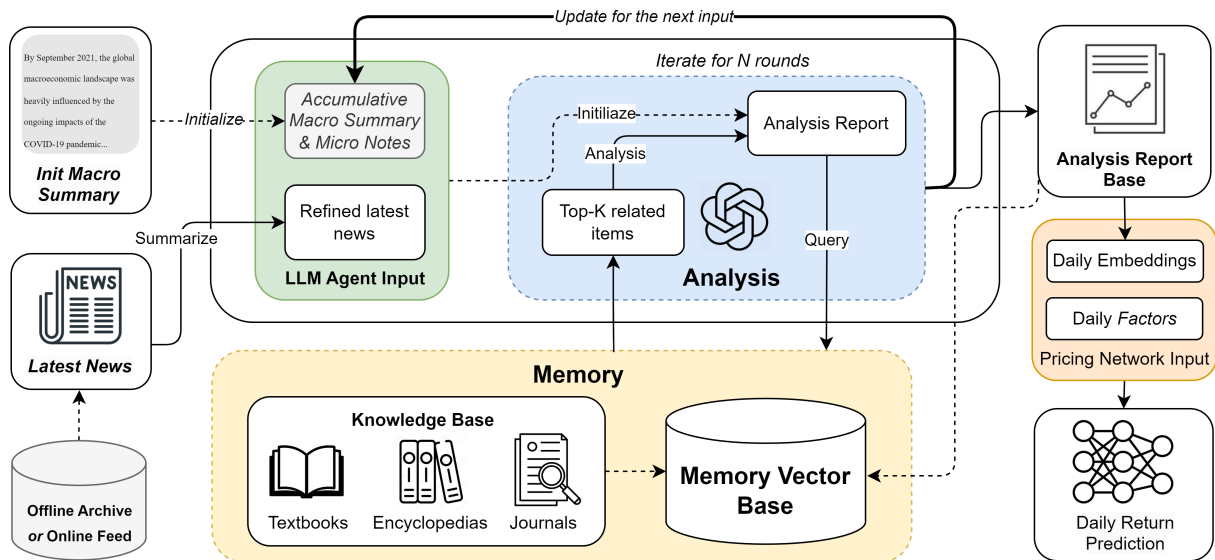 Update for the next input
By September 2021, the global
macroeconomic landscape was
heavily influenced by the
ongoing impacts of the
COVID-19 pandemic...
Init Macro
Summary
Initialize
Iterate for N rounds
Accumulative
Macro Summary
& Micro Notes
Refined latest
news
LLM Agent Input
Summarize
NEWS
Latest News
Offline Archive
or Online Feed
Initiliaze
Analysis
Analysis Report
Top-K related
items
Query
Analysis
Memory
Knowledge Base
Textbooks
Encyclopedias
Journals
Memory Vector
Base
Analysis Report
Base
Daily Embeddings
Daily Factors
Pricing Network Input
Daily Return
Prediction